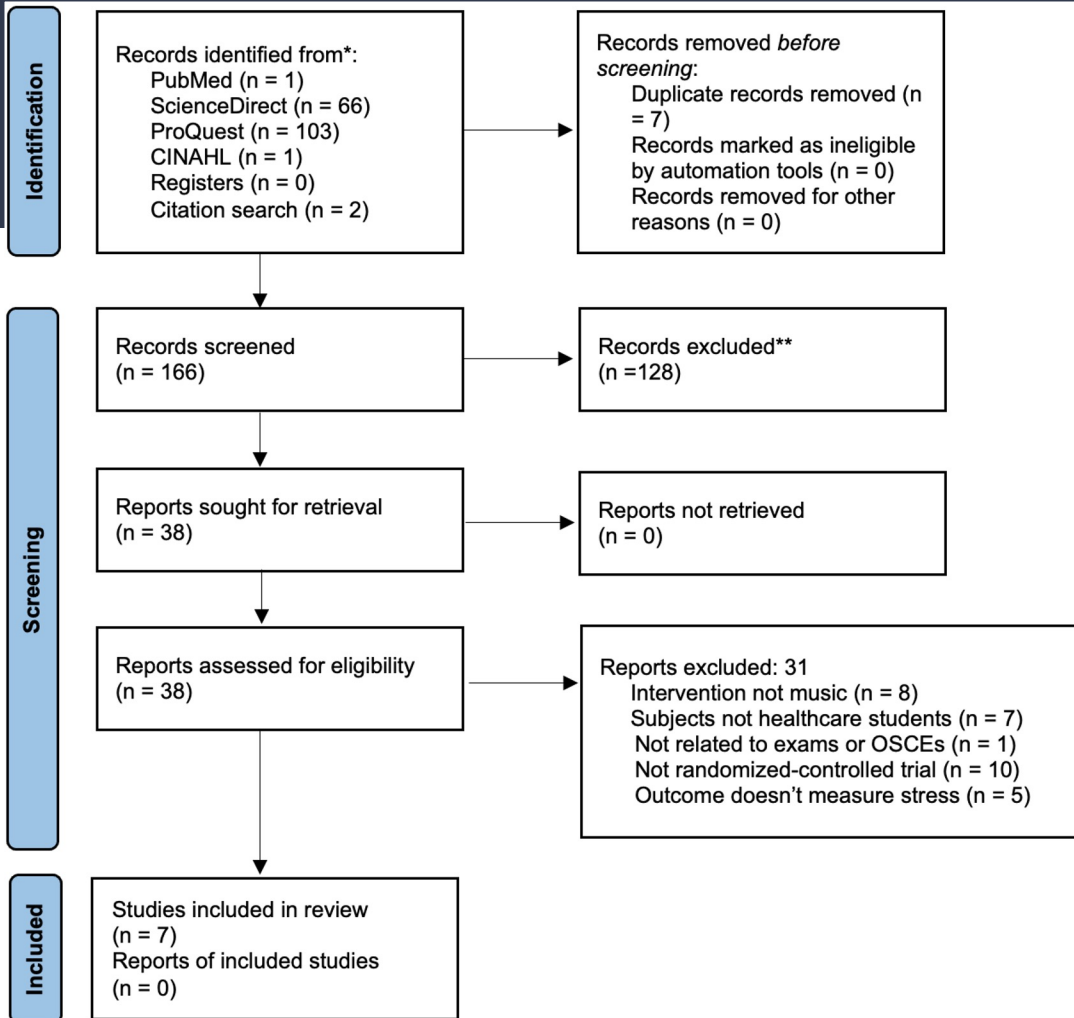 Identification
Records identified from*:
PubMed (n = 1)
ScienceDirect (n = 66)
ProQuest (n = 103)
CINAHL (n = 1)
Registers (n = 0)
Citation search (n = 2)
Records removed before
screening:
Duplicate records removed (n
= 7)
Records marked as ineligible
by automation tools (n = 0)
Records removed for other
reasons (n = 0)
Screening
Records screened
(n = 166)
Records excluded**
(n =128)
Reports sought for retrieval
(n = 38)
Reports not retrieved
(n = 0)
Reports assessed for eligibility
(n = 38)
Reports excluded: 31
Intervention not music (n = 8)
Subjects not healthcare students (n = 7)
Not related to exams or OSCEs (n = 1)
Not randomized-controlled trial (n = 10)
Outcome doesn't measure stress (n = 5)
Included
Studies included in review
(n = 7)
Reports of included studies
(n = 0)